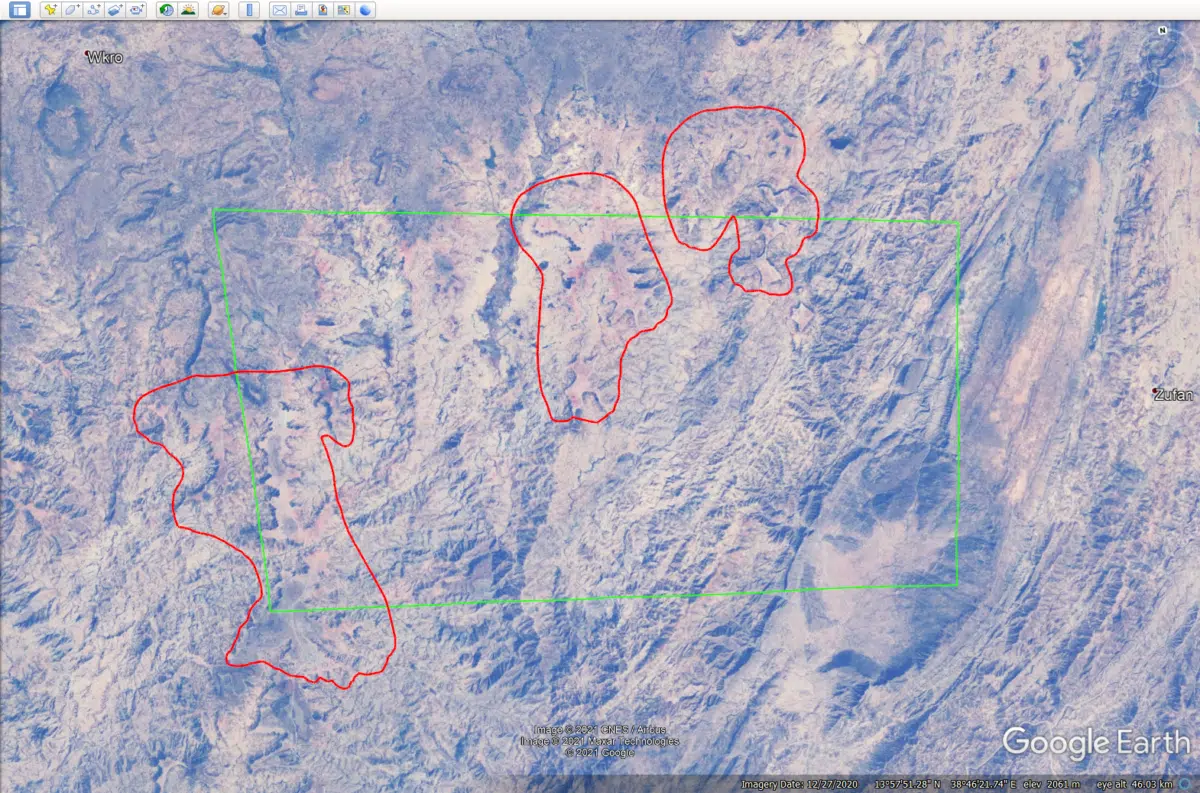 N
Wkro
Zufan
Image © 2021 CNES / Airbus
Image © 2021 Maxar Technologies
© 2021 Google
Google Earth
Imagery Date: 12/27/2020 13°57'51.28" N 38°46'21.74" E elev 2061 m eye alt 46.03 km